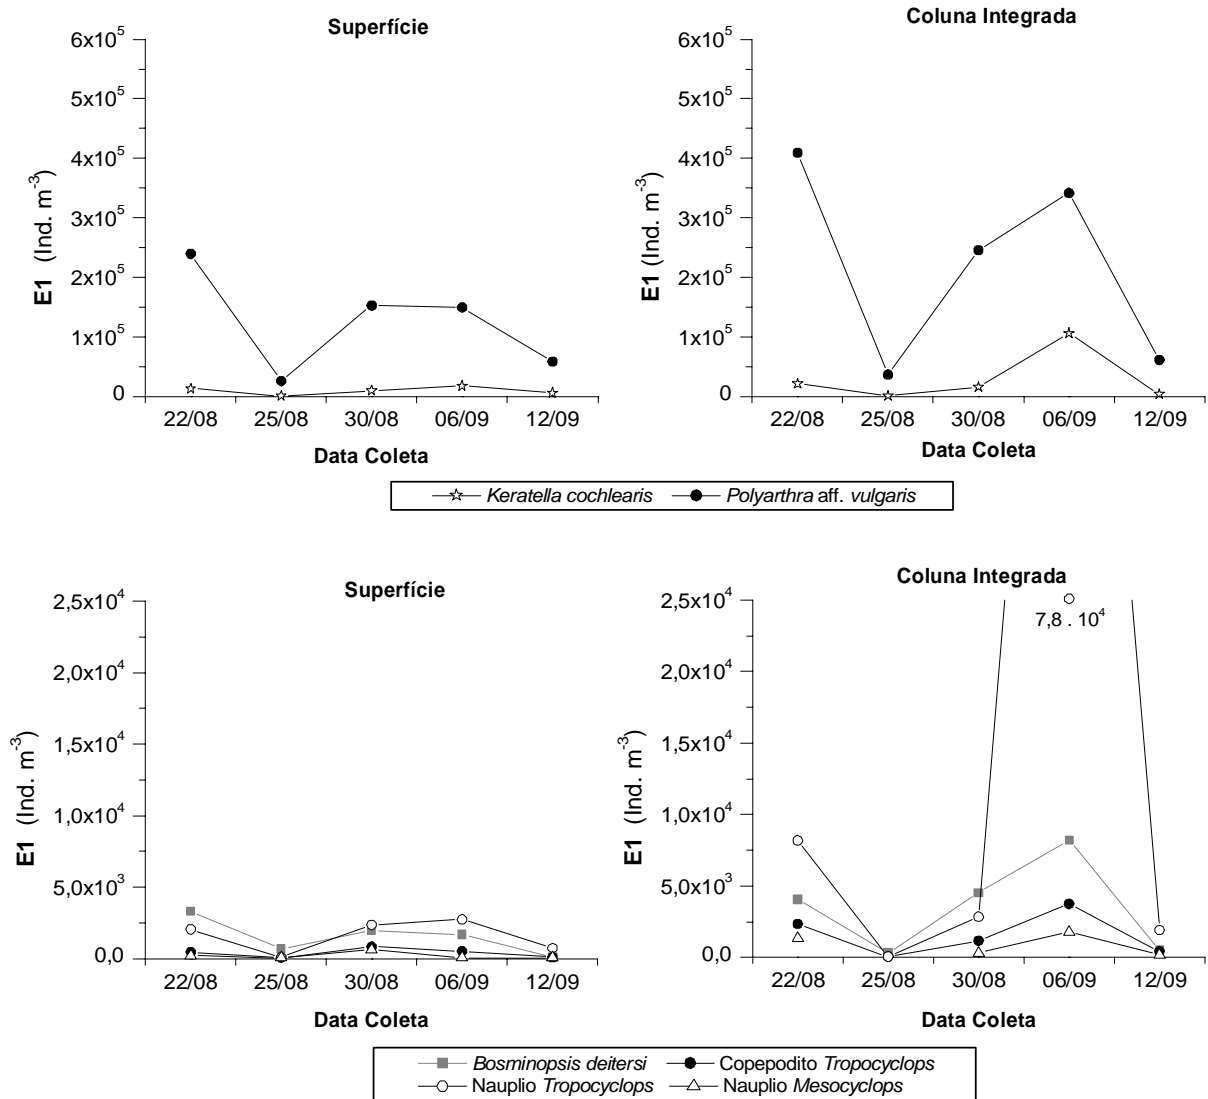 Superfície
6x10^5
5x10^5
4x10^5
3x10^5
2x10^5
1x10^5
0
E1 (Ind. m^-3)
22/08 25/08 30/08 06/09 12/09
Data Coleta
Coluna Integrada
6x10^5
5x10^5
4x10^5
3x10^5
2x10^5
1x10^5
0
E1 (Ind. m^-3)
22/08 25/08 30/08 06/09 12/09
Data Coleta
Keratella cochlearis Polyarthra aff. vulgaris
Superfície
2,5x10^4
2,0x10^4
1,5x10^4
1,0x10^4
5,0x10^3
0,0
E1 (Ind. m^-3)
22/08 25/08 30/08 06/09 12/09
Data Coleta
Coluna Integrada
2,5x10^4
2,0x10^4
1,5x10^4
1,0x10^4
5,0x10^3
0,0
E1 (Ind. m^-3)
7,8 . 10^4
22/08 25/08 30/08 06/09 12/09
Data Coleta
Bosminopsis deitersi Copepodito Tropocyclops
Nauplio Tropocyclops Nauplio Mesocyclops